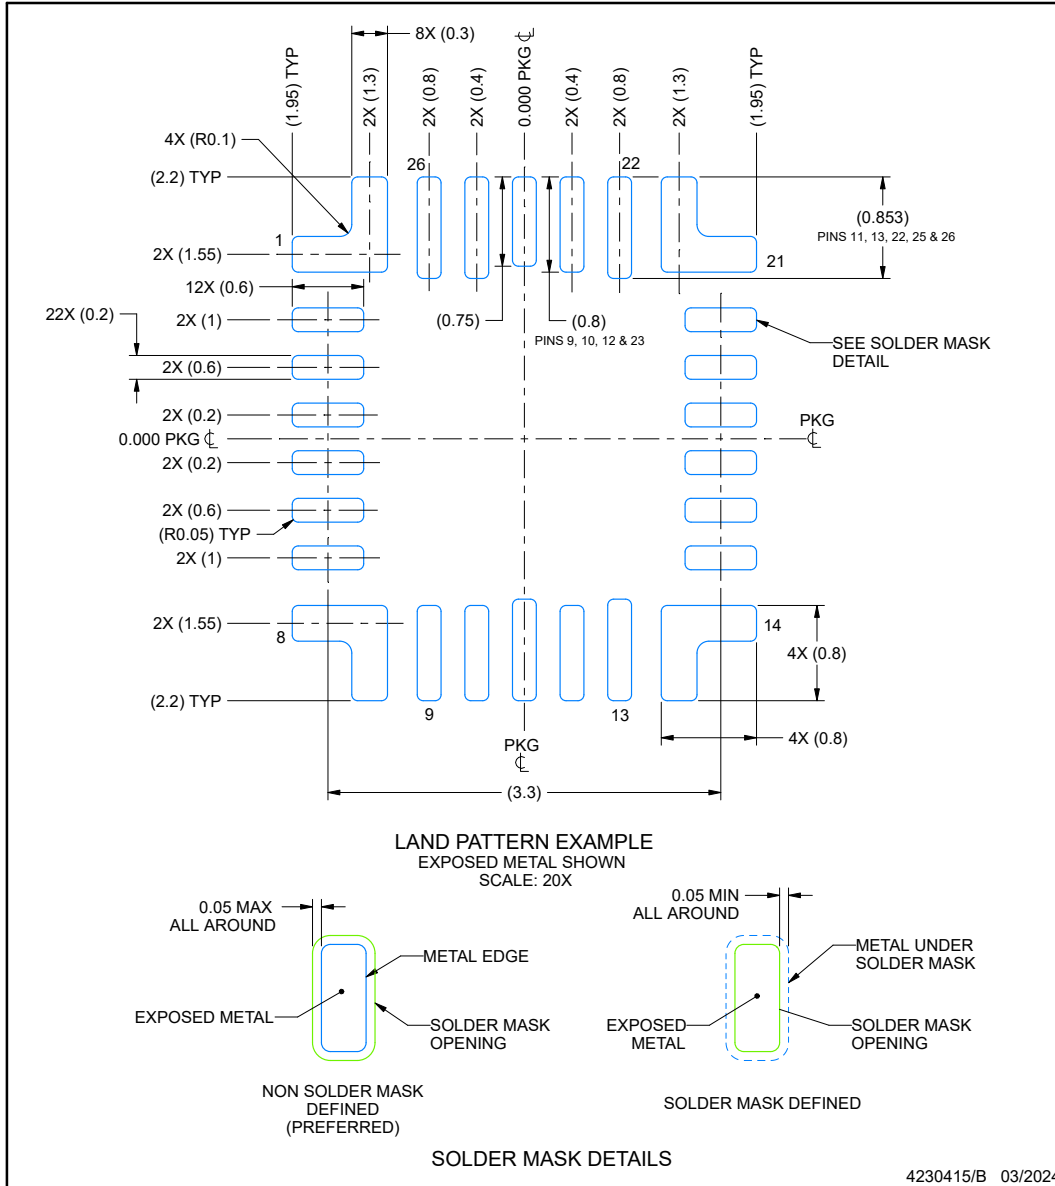 8X (0.3)
(1.95) TYP
2X (1.3)
2X (0.8)
2X (0.4)
0.000 PKG ℄
2X (0.4)
2X (0.8)
2X (1.3)
(1.95) TYP
4X (R0.1)
26
22
(2.2) TYP
(0.853)
PINS 11, 13, 22, 25 & 26
1
2X (1.55)
21
12X (0.6)
22X (0.2)
2X (1)
(0.75)
(0.8)
PINS 9, 10, 12 & 23
SEE SOLDER MASK
DETAIL
2X (0.6)
2X (0.2)
0.000 PKG ℄
PKG
℄
2X (0.2)
2X (0.6)
(R0.05) TYP
2X (1)
2X (1.55)
8
14
4X (0.8)
(2.2) TYP
9
13
4X (0.8)
PKG
℄
(3.3)
LAND PATTERN EXAMPLE
EXPOSED METAL SHOWN
SCALE: 20X
0.05 MAX
ALL AROUND
METAL EDGE
EXPOSED METAL
SOLDER MASK
OPENING
NON SOLDER MASK
DEFINED
(PREFERRED)
0.05 MIN
ALL AROUND
METAL UNDER
SOLDER MASK
EXPOSED
METAL
SOLDER MASK
OPENING
SOLDER MASK DEFINED
SOLDER MASK DETAILS
4230415/B 03/2024